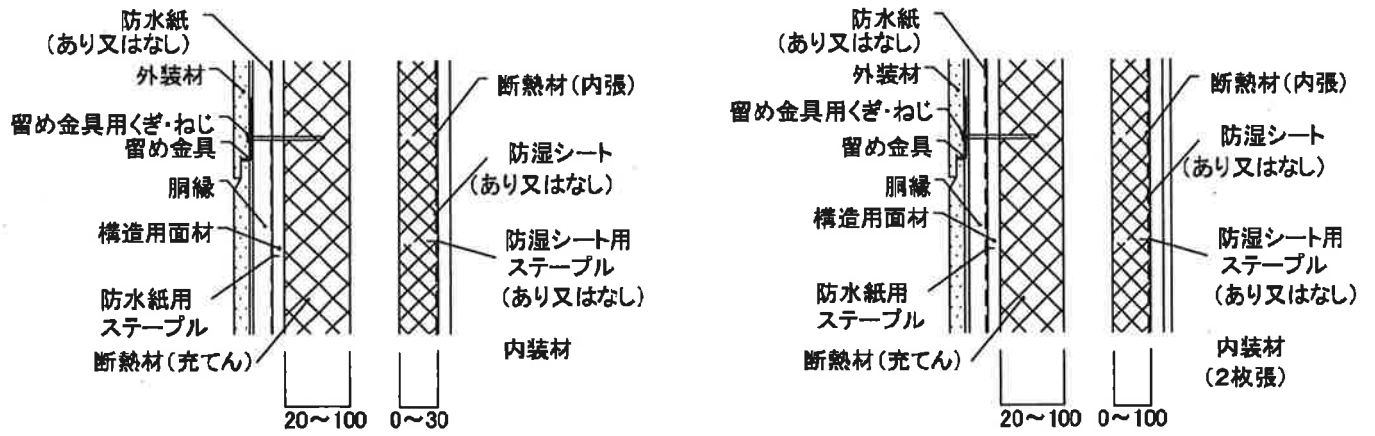 防水紙
(あり又はなし)
外装材
留め金具用くぎ・ねじ
留め金具
胴縁
構造用面材
防水紙用
ステープル
断熱材(充てん)
断熱材(内張)
防湿シート
(あり又はなし)
防湿シート用
ステープル
(あり又はなし)
内装材
20～100
0～30
防水紙
(あり又はなし)
外装材
留め金具用くぎ・ねじ
留め金具
胴縁
構造用面材
防水紙用
ステープル
断熱材(充てん)
断熱材(内張)
防湿シート
(あり又はなし)
防湿シート用
ステープル
(あり又はなし)
内装材
(2枚張)
20～100
0～100